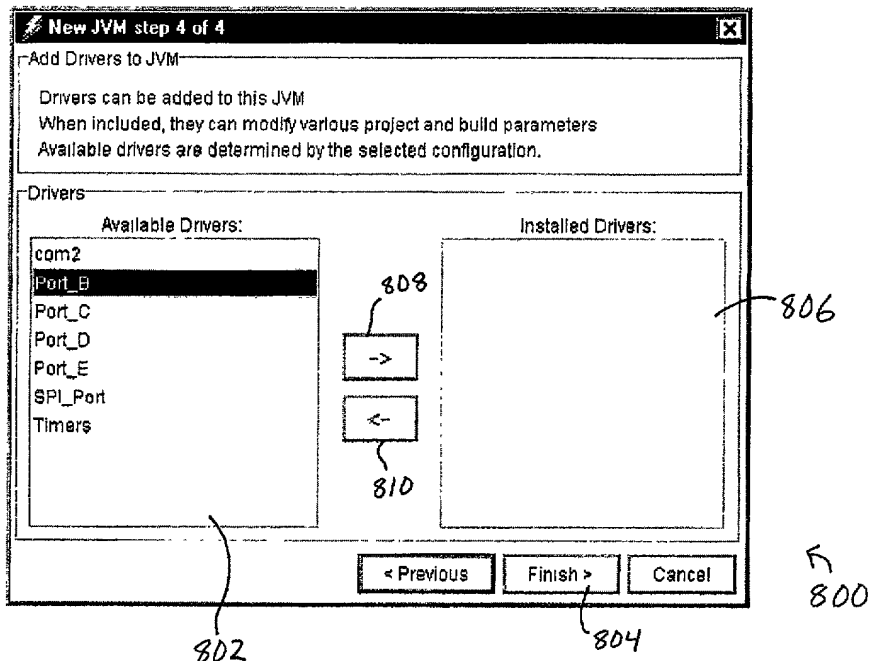 New JVM step 4 of 4
Add Drivers to JVM
Drivers can be added to this JVM
When included, they can modify various project and build parameters
Available drivers are determined by the selected configuration.
Drivers
Available Drivers:
Installed Drivers:
com2
Port_B
Port_C
Port_D
Port_E
SPI_Port
Timers
808
->
<-
810
806
< Previous
Finish >
Cancel
800
802
804